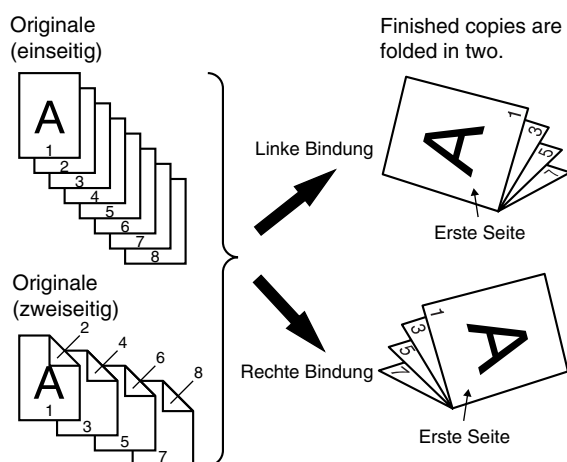 Originale
(einseitig)
A
1
2
3
4
5
6
7
8
Originale
(zweiseitig)
A
1
2
3
4
5
6
7
8
Finished copies are
folded in two.
Linke Bindung
A
1
3
5
7
Erste Seite
Rechte Bindung
A
1
3
5
7
Erste Seite